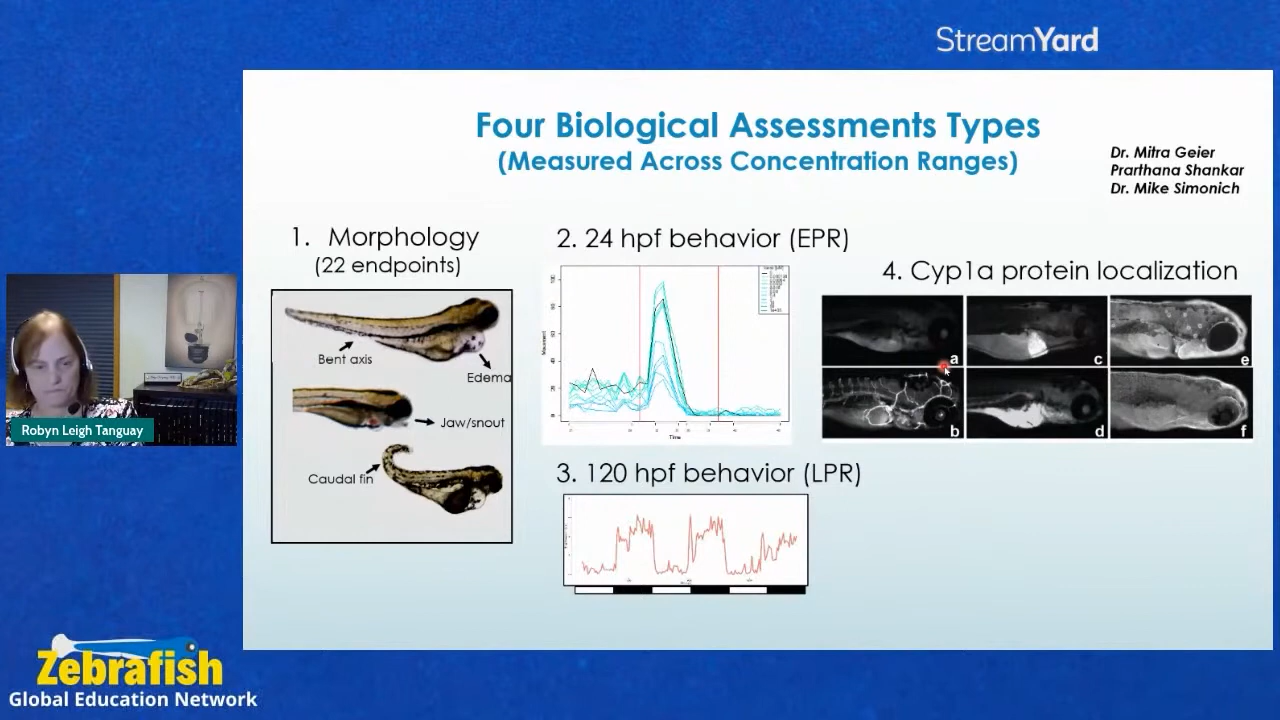 StreamYard
Four Biological Assessments Types
(Measured Across Concentration Ranges)
Dr. Mitra Geier
Prarthana Shankar
Dr. Mike Simonich
1. Morphology
(22 endpoints)
Bent axis
Edema
Jaw/snout
Caudal fin
2. 24 hpf behavior (EPR)
Movement
Time
3. 120 hpf behavior (LPR)
4. Cyp1a protein localization
a
c
e
b
d
f
Robyn Leigh Tanguay
Zebrafish
Global Education Network